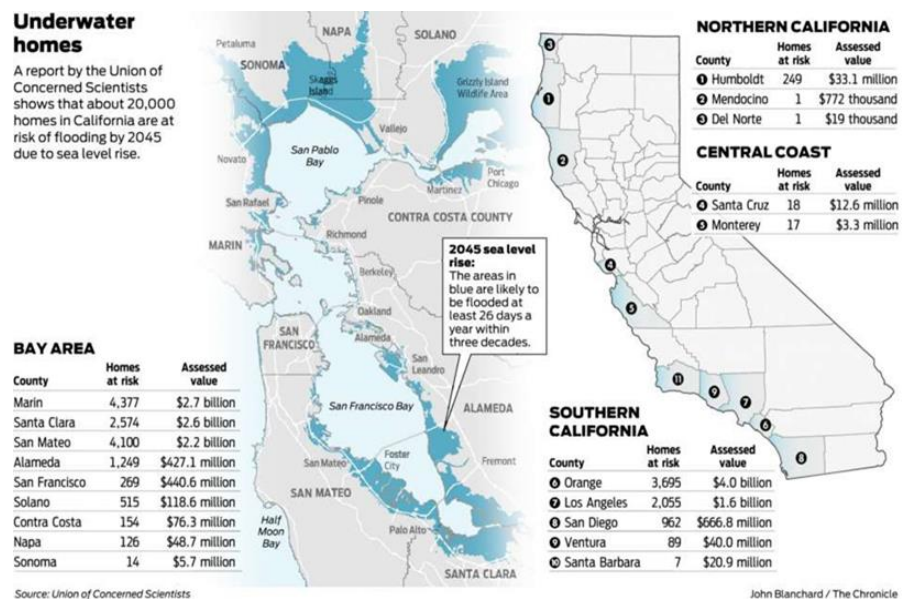 Underwater
homes
A report by the Union of
Concerned Scientists
shows that about 20,000
homes in California are at
risk of flooding by 2045
due to sea level rise.
BAY AREA
County Homes at risk Assessed value
Marin 4,377 $2.7 billion
Santa Clara 2,574 $2.6 billion
San Mateo 4,100 $2.2 billion
Alameda 1,249 $427.1 million
San Francisco 269 $440.6 million
Solano 515 $118.6 million
Contra Costa 154 $76.3 million
Napa 126 $48.7 million
Sonoma 14 $5.7 million
Source: Union of Concerned Scientists
NAPA
SOLANO
Petaluma
SONOMA
Skaggs
Island
Grizzly Island
Wildlife Area
Vallejo
San Pablo
Bay
Novato
Port
Chicago
Martinez
San Rafael
Pinole
CONTRA COSTA COUNTY
Richmond
MARIN
Berkeley
2045 sea level
rise:
The areas in
blue are likely to
be flooded at
least 26 days a
year within
three decades.
Oakland
SAN
FRANCISCO
Alameda
San
Leandro
San Francisco Bay
ALAMEDA
Foster
City
San Mateo
Fremont
SAN MATEO
Half
Moon
Bay
Palo Alto
SANTA CLARA
NORTHERN CALIFORNIA
County Homes at risk Assessed value
1 Humboldt 249 $33.1 million
2 Mendocino 1 $772 thousand
3 Del Norte 1 $19 thousand
CENTRAL COAST
County Homes at risk Assessed value
4 Santa Cruz 18 $12.6 million
5 Monterey 17 $3.3 million
3
1
2
4
5
11
9
7
6
8
SOUTHERN
CALIFORNIA
County Homes at risk Assessed value
6 Orange 3,695 $4.0 billion
7 Los Angeles 2,055 $1.6 billion
8 San Diego 962 $666.8 million
9 Ventura 89 $40.0 million
10 Santa Barbara 7 $20.9 million
John Blanchard / The Chronicle